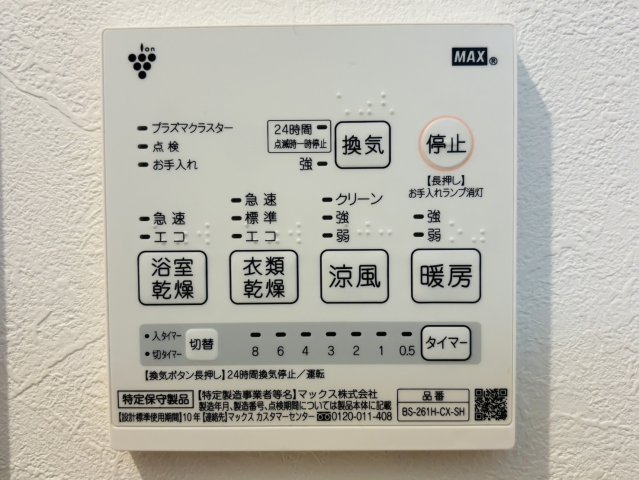 ion
MAX®
プラズマクラスター
点検
お手入れ
24時間
点滅時一時停止
強
換気
停止
【長押し】
お手入れランプ消灯
急速
エコ
急速
標準
エコ
クリーン
強
弱
強
弱
浴室
乾燥
衣類
乾燥
涼風
暖房
入タイマー
切タイマー
切替
8 6 4 3 2 1 0.5
タイマー
【換気ボタン長押し】24時間換気停止／運転
特定保守製品
【特定製造事業者等名】マックス株式会社
製造年月、製造番号、点検期間については製品本体に記載
【設計標準使用期間】10年【連絡先】マックス カスタマーセンター 0120-011-408
品番
BS-261H-CX-SH